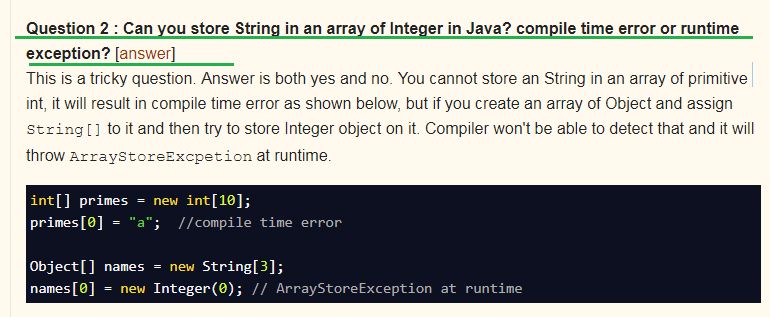 Question 2 : Can you store String in an array of Integer in Java? compile time error or runtime
exception? [answer]
This is a tricky question. Answer is both yes and no. You cannot store an String in an array of primitive
int, it will result in compile time error as shown below, but if you create an array of Object and assign
String[] to it and then try to store Integer object on it. Compiler won't be able to detect that and it will
throw ArrayStoreExcpetion at runtime.
int[] primes = new int[10];
primes[0] = "a";  //compile time error
Object[] names = new String[3];
names[0] = new Integer(0); // ArrayStoreException at runtime